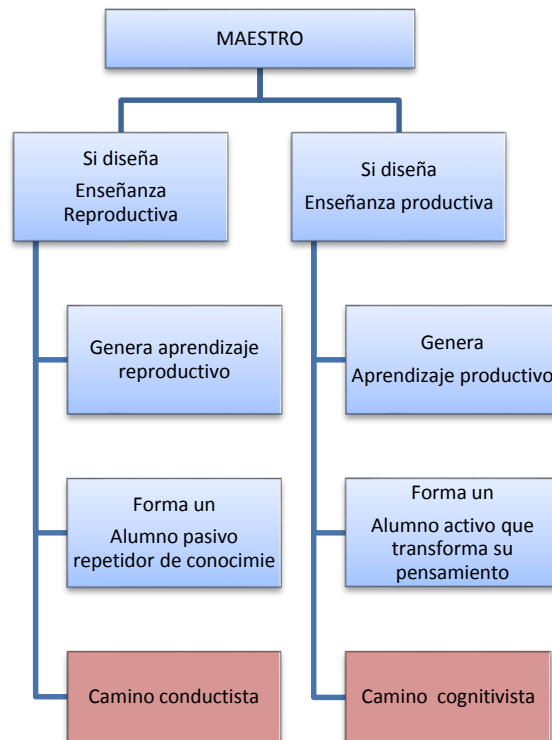 MAESTRO
Si diseña
Enseñanza
Reproductiva
Genera aprendizaje
reproductivo
Forma un
Alumno pasivo
repetidor de conocimie
Camino conductista
Si diseña
Enseñanza productiva
Genera
Aprendizaje productivo
Forma un
Alumno activo que
transforma su
pensamiento
Camino cognitivista